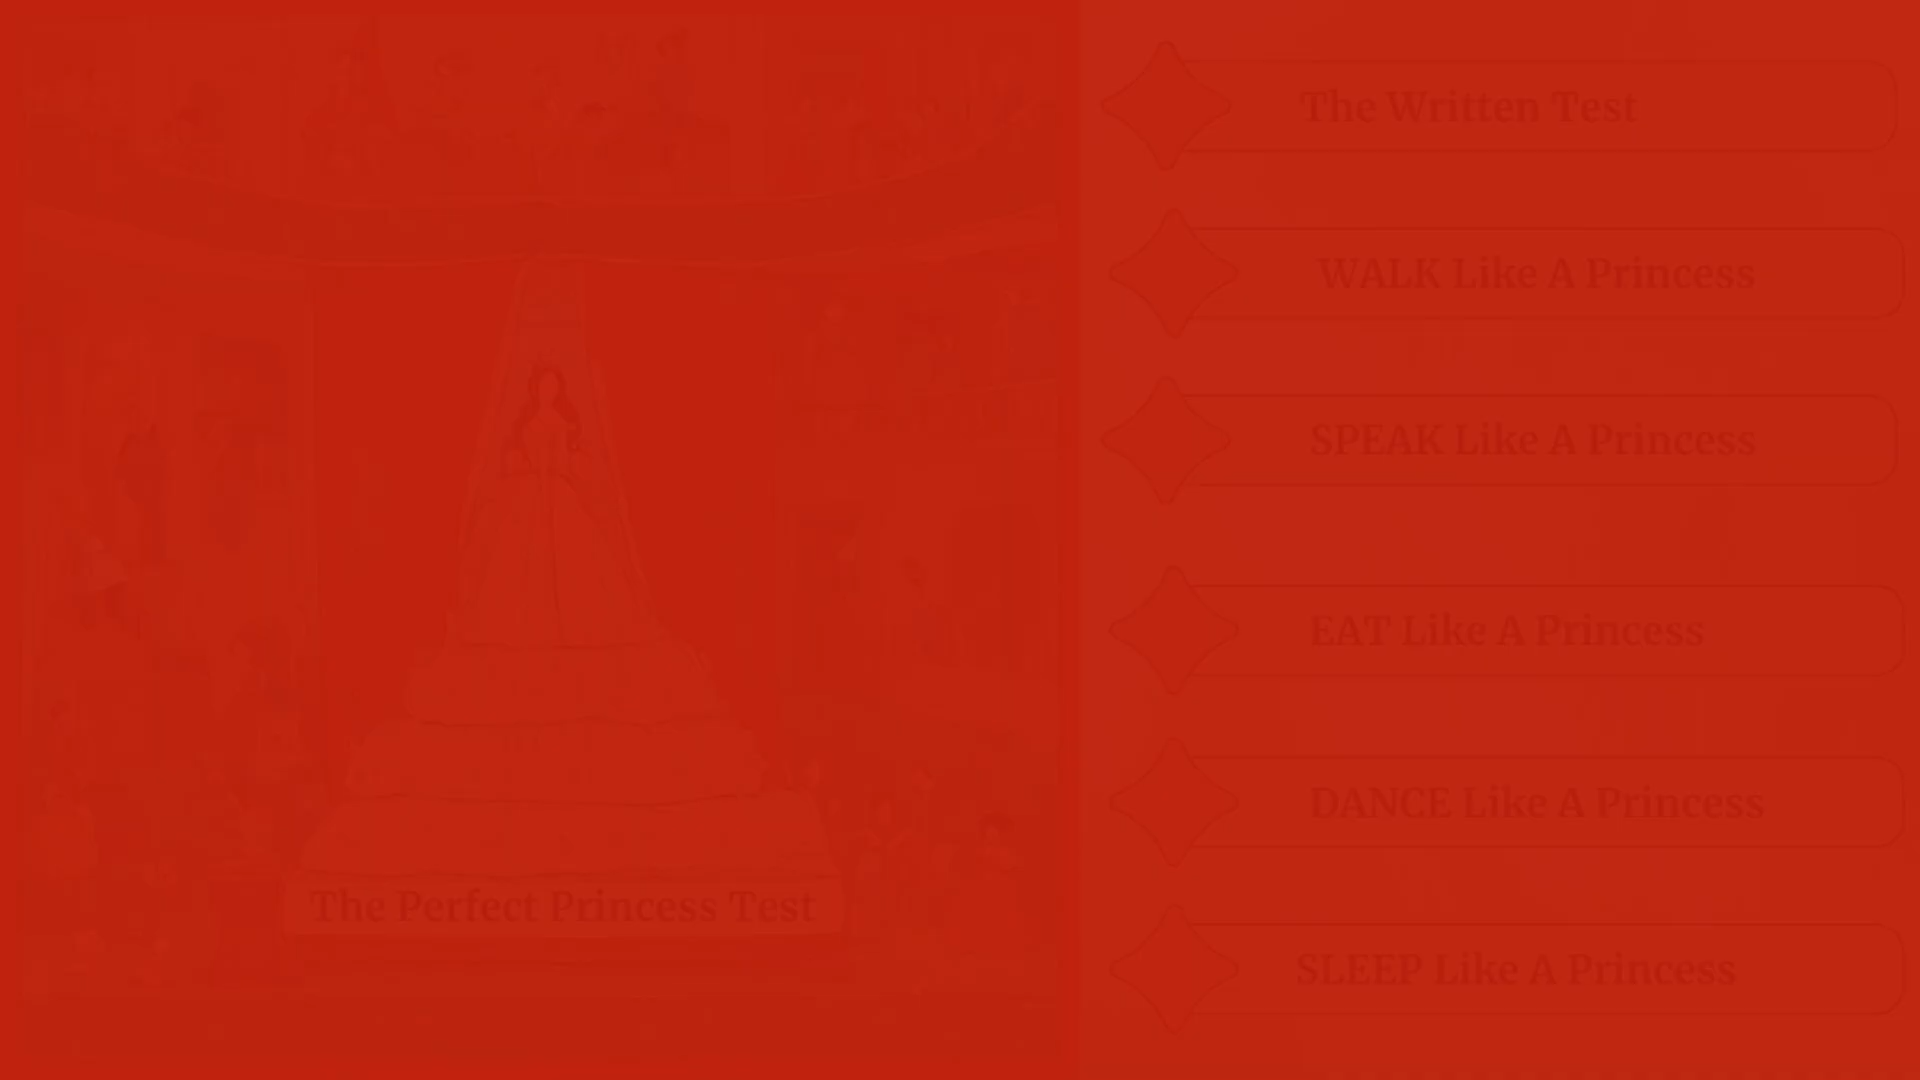 The Perfect Princess Test
The Written Test
WALK Like A Princess
SPEAK Like A Princess
EAT Like A Princess
DANCE Like A Princess
SLEEP Like A Princess